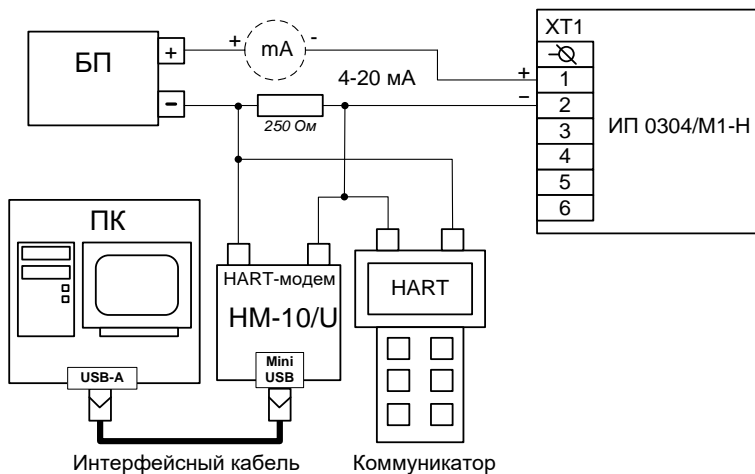 XT1
БП
+
+
mA
-
4-20 мА
+
1
−
−
2
250 Ом
3
4
5
6
ИП 0304/М1-Н
ПК
HART-модем
НМ-10/U
HART
USB-A
Mini
USB
Интерфейсный кабель
Коммуникатор